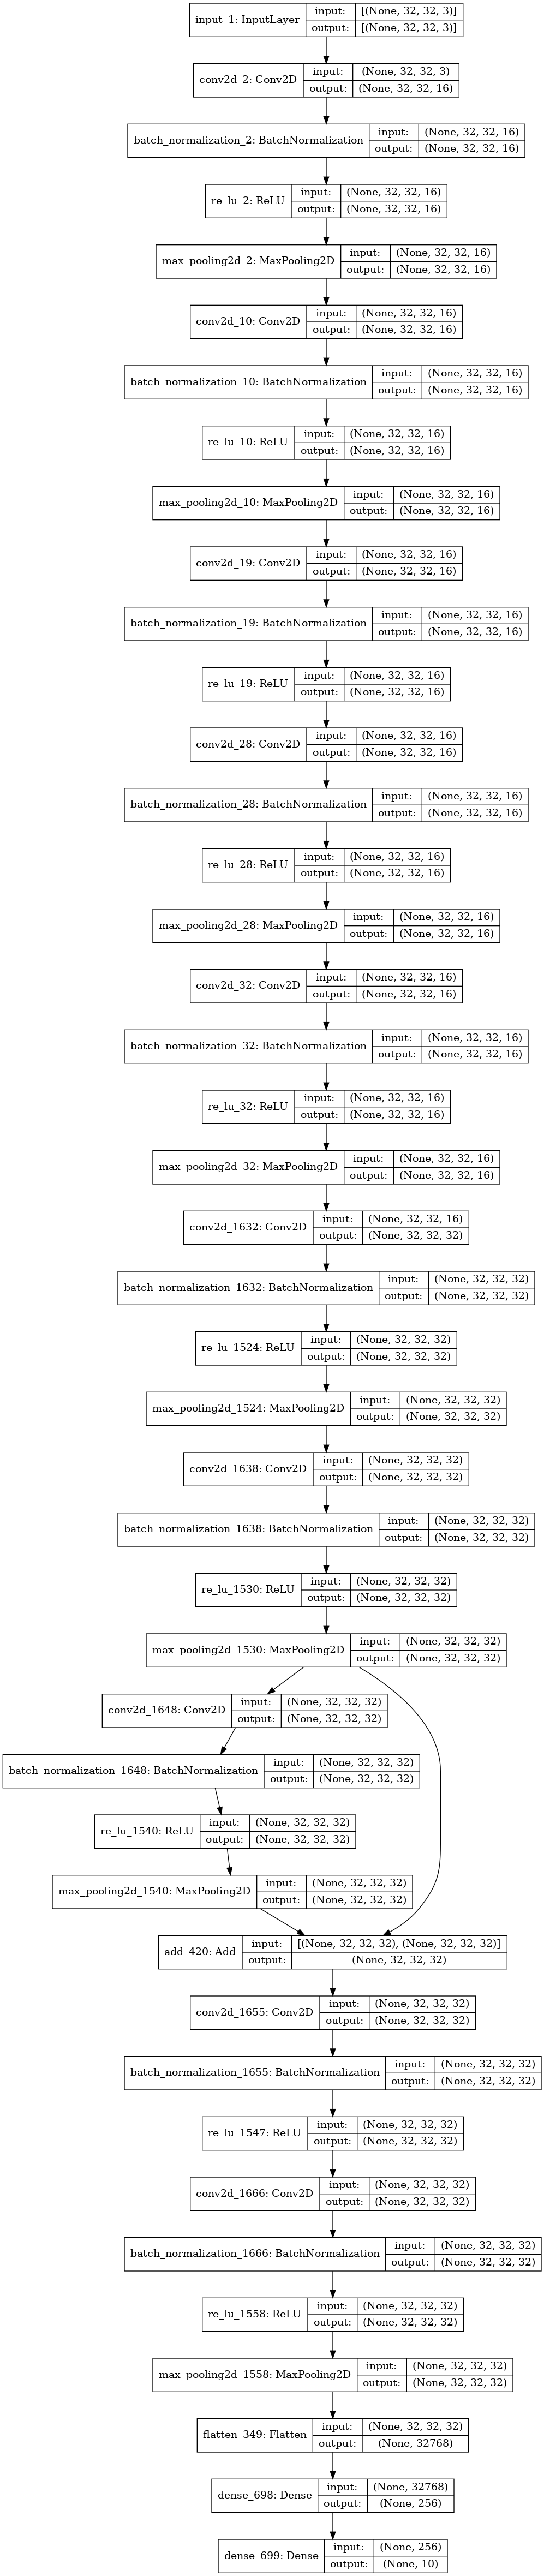 input_1: InputLayer
input: [(None, 32, 32, 3)]
output: [(None, 32, 32, 3)]
conv2d_2: Conv2D
input: (None, 32, 32, 3)
output: (None, 32, 32, 16)
batch_normalization_2: BatchNormalization
input: (None, 32, 32, 16)
output: (None, 32, 32, 16)
re_lu_2: ReLU
input: (None, 32, 32, 16)
output: (None, 32, 32, 16)
max_pooling2d_2: MaxPooling2D
input: (None, 32, 32, 16)
output: (None, 32, 32, 16)
conv2d_10: Conv2D
input: (None, 32, 32, 16)
output: (None, 32, 32, 16)
batch_normalization_10: BatchNormalization
input: (None, 32, 32, 16)
output: (None, 32, 32, 16)
re_lu_10: ReLU
input: (None, 32, 32, 16)
output: (None, 32, 32, 16)
max_pooling2d_10: MaxPooling2D
input: (None, 32, 32, 16)
output: (None, 32, 32, 16)
conv2d_19: Conv2D
input: (None, 32, 32, 16)
output: (None, 32, 32, 16)
batch_normalization_19: BatchNormalization
input: (None, 32, 32, 16)
output: (None, 32, 32, 16)
re_lu_19: ReLU
input: (None, 32, 32, 16)
output: (None, 32, 32, 16)
conv2d_28: Conv2D
input: (None, 32, 32, 16)
output: (None, 32, 32, 16)
batch_normalization_28: BatchNormalization
input: (None, 32, 32, 16)
output: (None, 32, 32, 16)
re_lu_28: ReLU
input: (None, 32, 32, 16)
output: (None, 32, 32, 16)
max_pooling2d_28: MaxPooling2D
input: (None, 32, 32, 16)
output: (None, 32, 32, 16)
conv2d_32: Conv2D
input: (None, 32, 32, 16)
output: (None, 32, 32, 16)
batch_normalization_32: BatchNormalization
input: (None, 32, 32, 16)
output: (None, 32, 32, 16)
re_lu_32: ReLU
input: (None, 32, 32, 16)
output: (None, 32, 32, 16)
max_pooling2d_32: MaxPooling2D
input: (None, 32, 32, 16)
output: (None, 32, 32, 16)
conv2d_1632: Conv2D
input: (None, 32, 32, 16)
output: (None, 32, 32, 32)
batch_normalization_1632: BatchNormalization
input: (None, 32, 32, 32)
output: (None, 32, 32, 32)
re_lu_1524: ReLU
input: (None, 32, 32, 32)
output: (None, 32, 32, 32)
max_pooling2d_1524: MaxPooling2D
input: (None, 32, 32, 32)
output: (None, 32, 32, 32)
conv2d_1638: Conv2D
input: (None, 32, 32, 32)
output: (None, 32, 32, 32)
batch_normalization_1638: BatchNormalization
input: (None, 32, 32, 32)
output: (None, 32, 32, 32)
re_lu_1530: ReLU
input: (None, 32, 32, 32)
output: (None, 32, 32, 32)
max_pooling2d_1530: MaxPooling2D
input: (None, 32, 32, 32)
output: (None, 32, 32, 32)
conv2d_1648: Conv2D
input: (None, 32, 32, 32)
output: (None, 32, 32, 32)
batch_normalization_1648: BatchNormalization
input: (None, 32, 32, 32)
output: (None, 32, 32, 32)
re_lu_1540: ReLU
input: (None, 32, 32, 32)
output: (None, 32, 32, 32)
max_pooling2d_1540: MaxPooling2D
input: (None, 32, 32, 32)
output: (None, 32, 32, 32)
add_420: Add
input: [(None, 32, 32, 32), (None, 32, 32, 32)]
output: (None, 32, 32, 32)
conv2d_1655: Conv2D
input: (None, 32, 32, 32)
output: (None, 32, 32, 32)
batch_normalization_1655: BatchNormalization
input: (None, 32, 32, 32)
output: (None, 32, 32, 32)
re_lu_1547: ReLU
input: (None, 32, 32, 32)
output: (None, 32, 32, 32)
conv2d_1666: Conv2D
input: (None, 32, 32, 32)
output: (None, 32, 32, 32)
batch_normalization_1666: BatchNormalization
input: (None, 32, 32, 32)
output: (None, 32, 32, 32)
re_lu_1558: ReLU
input: (None, 32, 32, 32)
output: (None, 32, 32, 32)
max_pooling2d_1558: MaxPooling2D
input: (None, 32, 32, 32)
output: (None, 32, 32, 32)
flatten_349: Flatten
input: (None, 32, 32, 32)
output: (None, 32768)
dense_698: Dense
input: (None, 32768)
output: (None, 256)
dense_699: Dense
input: (None, 256)
output: (None, 10)